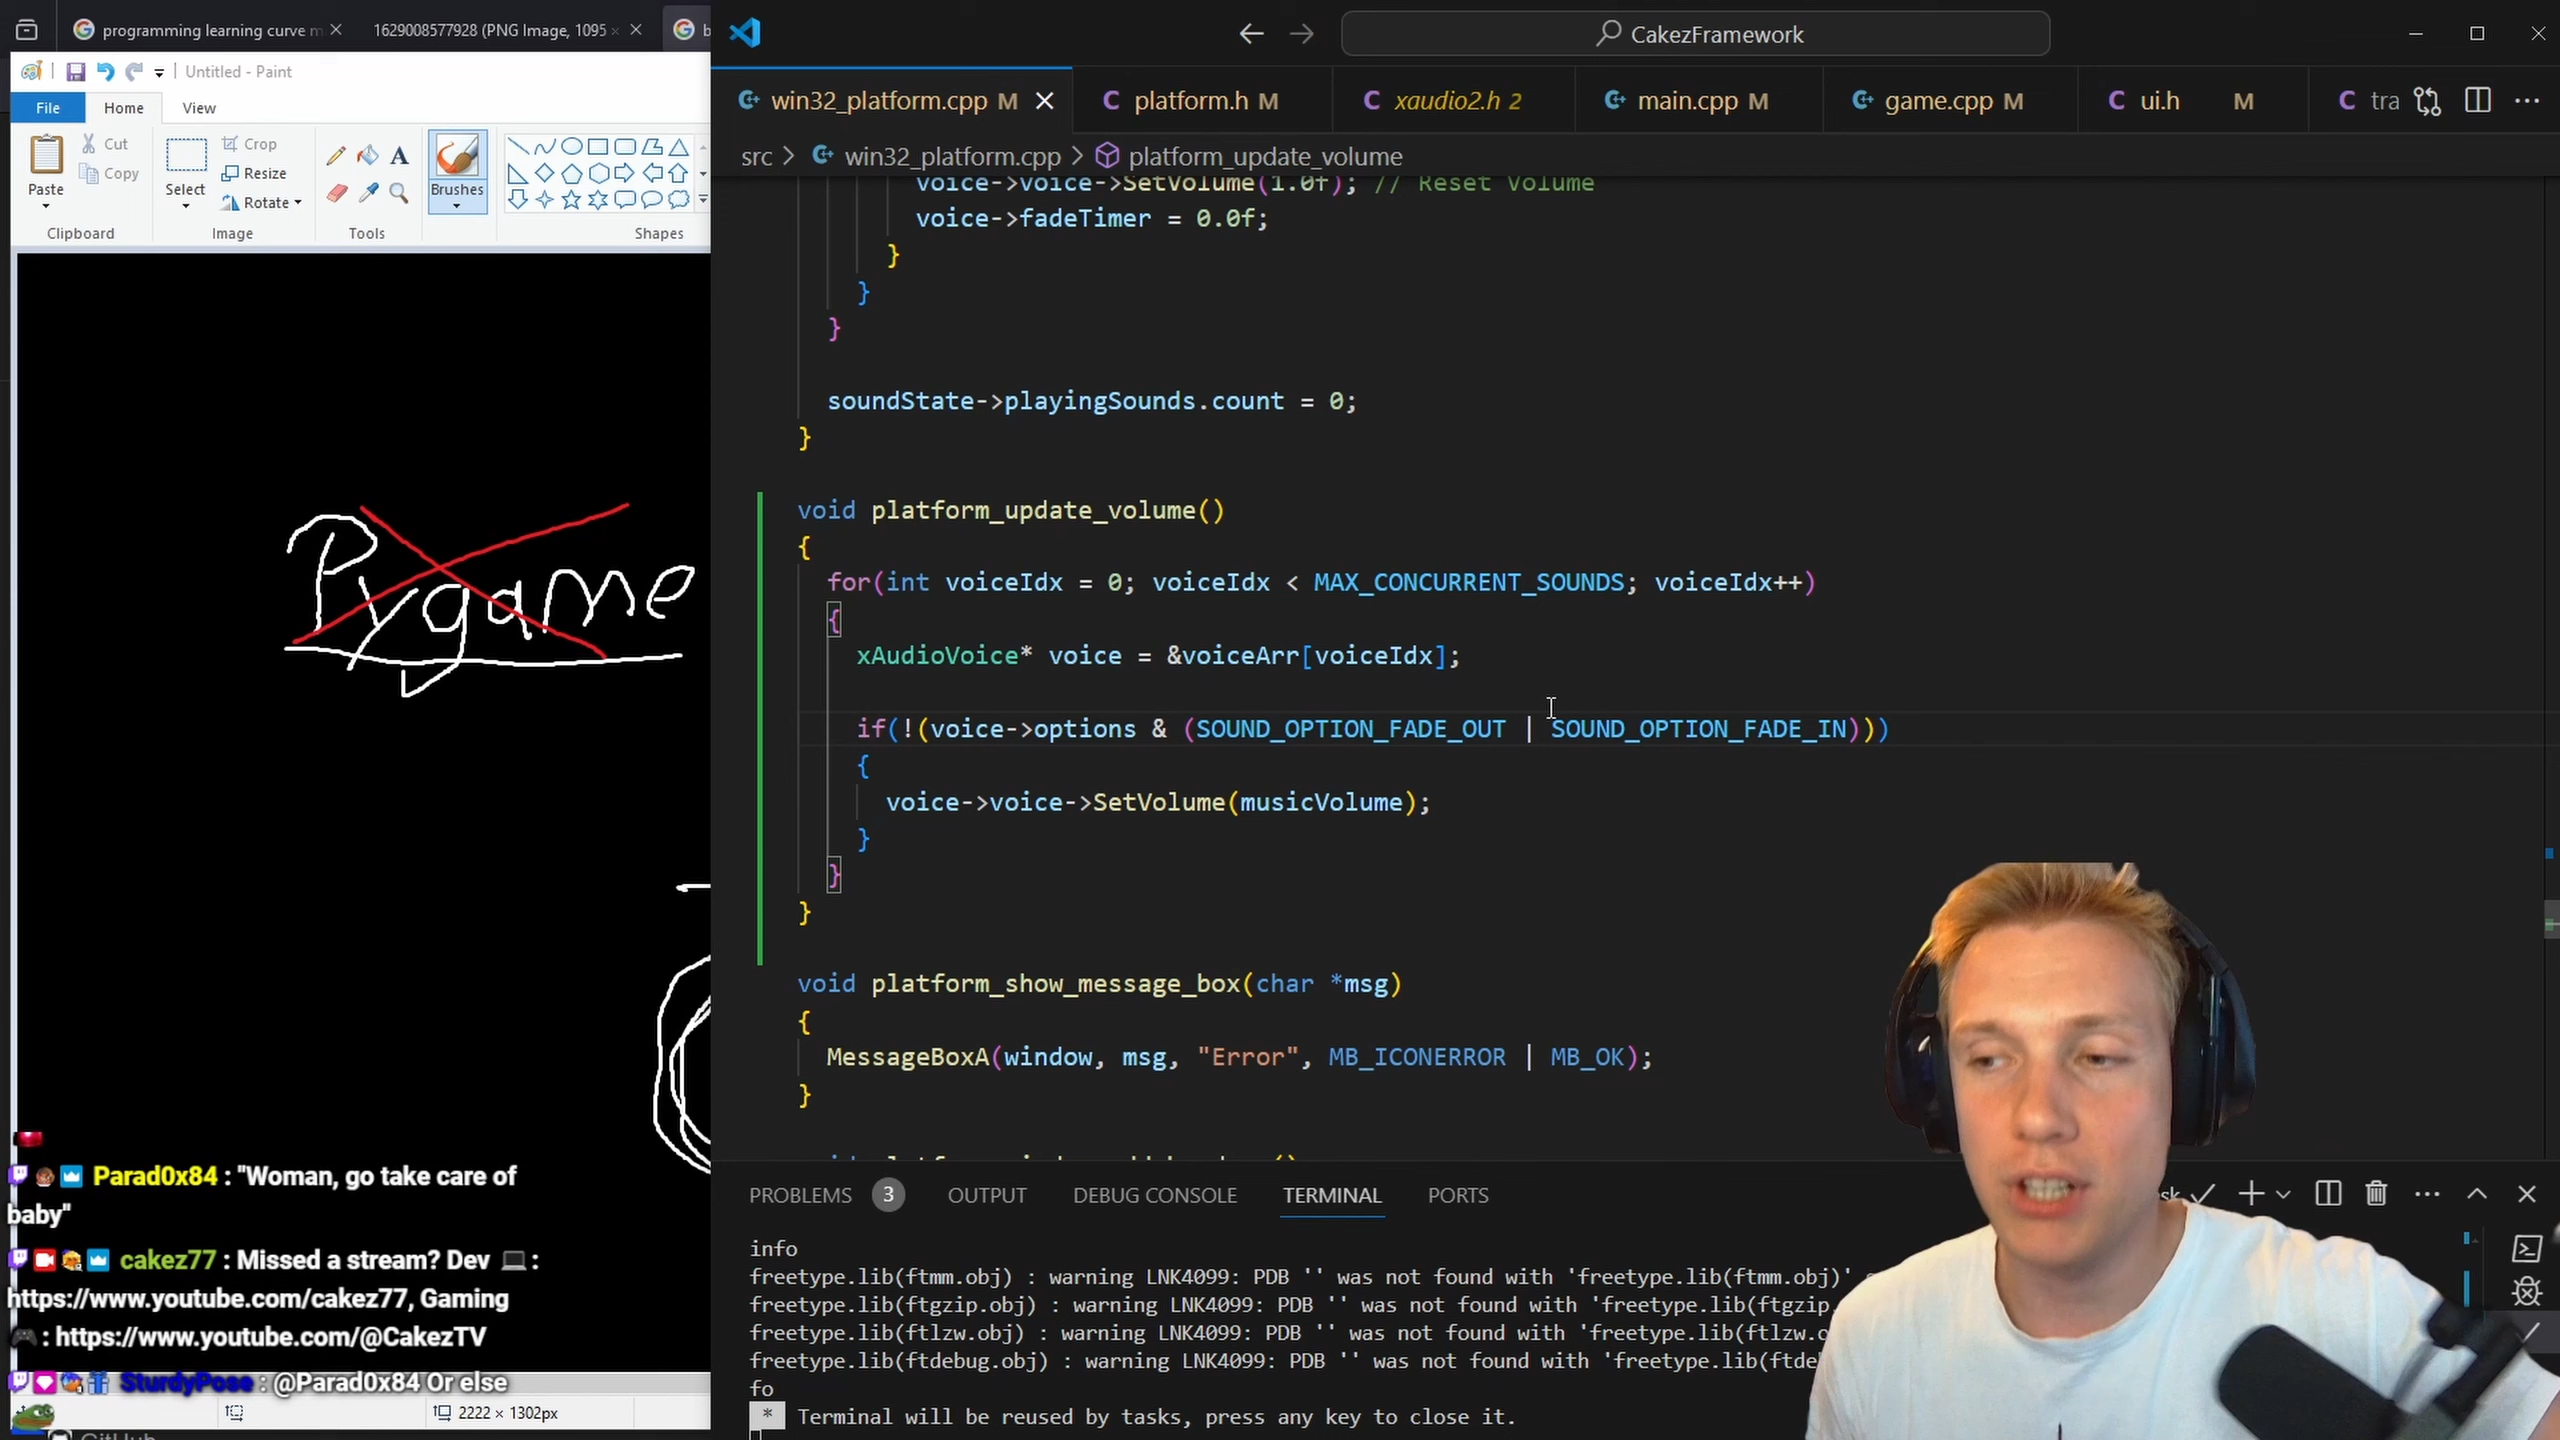 programming learning curve m
1629008577928 (PNG Image, 1095
Untitled - Paint
File
Home
View
Paste
Cut
Copy
Clipboard
Select
Crop
Resize
Rotate
Image
Tools
Brushes
Shapes
Pygame
Parad0x84 : "Woman, go take care of
baby"
cakez77 : Missed a stream? Dev 💻 :
https://www.youtube.com/cakez77, Gaming
🎮 : https://www.youtube.com/@CakezTV
SturdyPose : @Parad0x84 Or else
2222 × 1302px
CakezFramework
win32_platform.cpp M
platform.h M
xaudio2.h 2
main.cpp M
game.cpp M
ui.h M
tra
src > win32_platform.cpp > platform_update_volume
voice->voice->SetVolume(1.0f); // Reset Volume
voice->fadeTimer = 0.0f;
}
}
}
soundState->playingSounds.count = 0;
}
void platform_update_volume()
{
for(int voiceIdx = 0; voiceIdx < MAX_CONCURRENT_SOUNDS; voiceIdx++)
{
xAudioVoice* voice = &voiceArr[voiceIdx];
if(!(voice->options & (SOUND_OPTION_FADE_OUT | SOUND_OPTION_FADE_IN)))
{
voice->voice->SetVolume(musicVolume);
}
}
}
void platform_show_message_box(char *msg)
{
MessageBoxA(window, msg, "Error", MB_ICONERROR | MB_OK);
}
PROBLEMS 3 OUTPUT DEBUG CONSOLE TERMINAL PORTS
info
freetype.lib(ftmm.obj) : warning LNK4099: PDB '' was not found with 'freetype.lib(ftmm.obj)'
freetype.lib(ftgzip.obj) : warning LNK4099: PDB '' was not found with 'freetype.lib(ftgzip.
freetype.lib(ftlzw.obj) : warning LNK4099: PDB '' was not found with 'freetype.lib(ftlzw.o
freetype.lib(ftdebug.obj) : warning LNK4099: PDB '' was not found with 'freetype.lib(ftde
fo
* Terminal will be reused by tasks, press any key to close it.